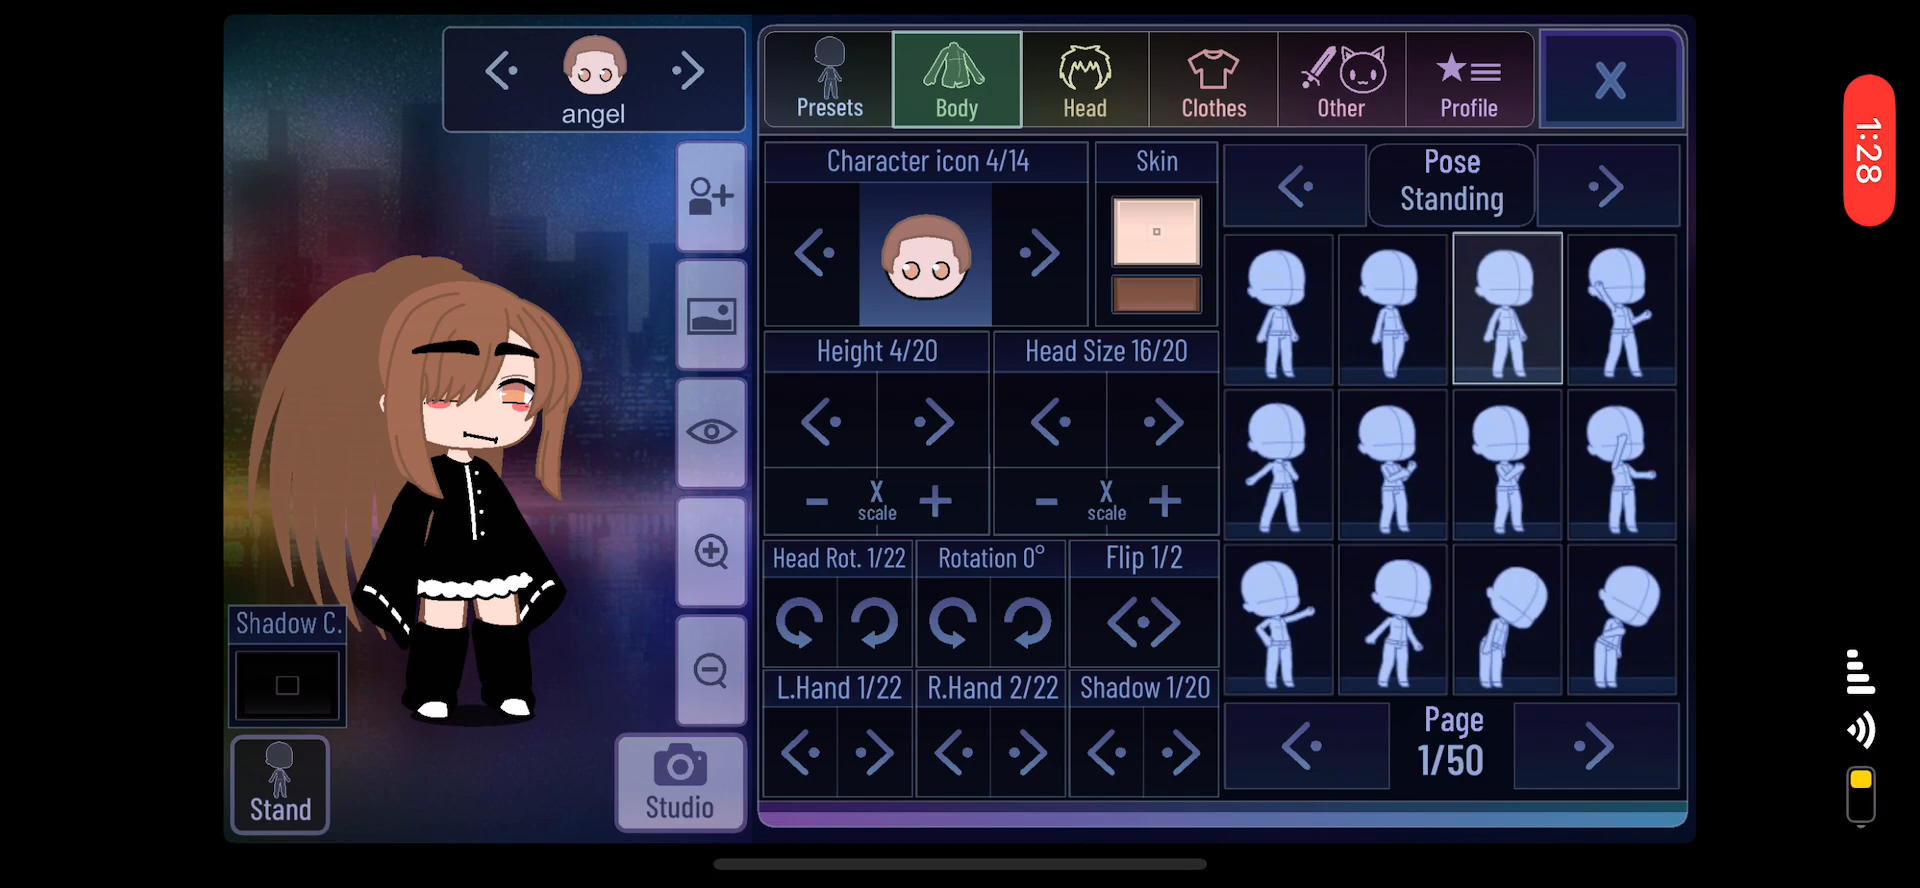 angel
Presets
Body
Head
Clothes
Other
Profile
X
1:28
Character icon 4/14
Skin
Pose
Standing
Height 4/20
Head Size 16/20
X
scale
X
scale
Head Rot. 1/22
Rotation 0°
Flip 1/2
Shadow C.
L.Hand 1/22
R.Hand 2/22
Shadow 1/20
Page
1/50
Stand
Studio